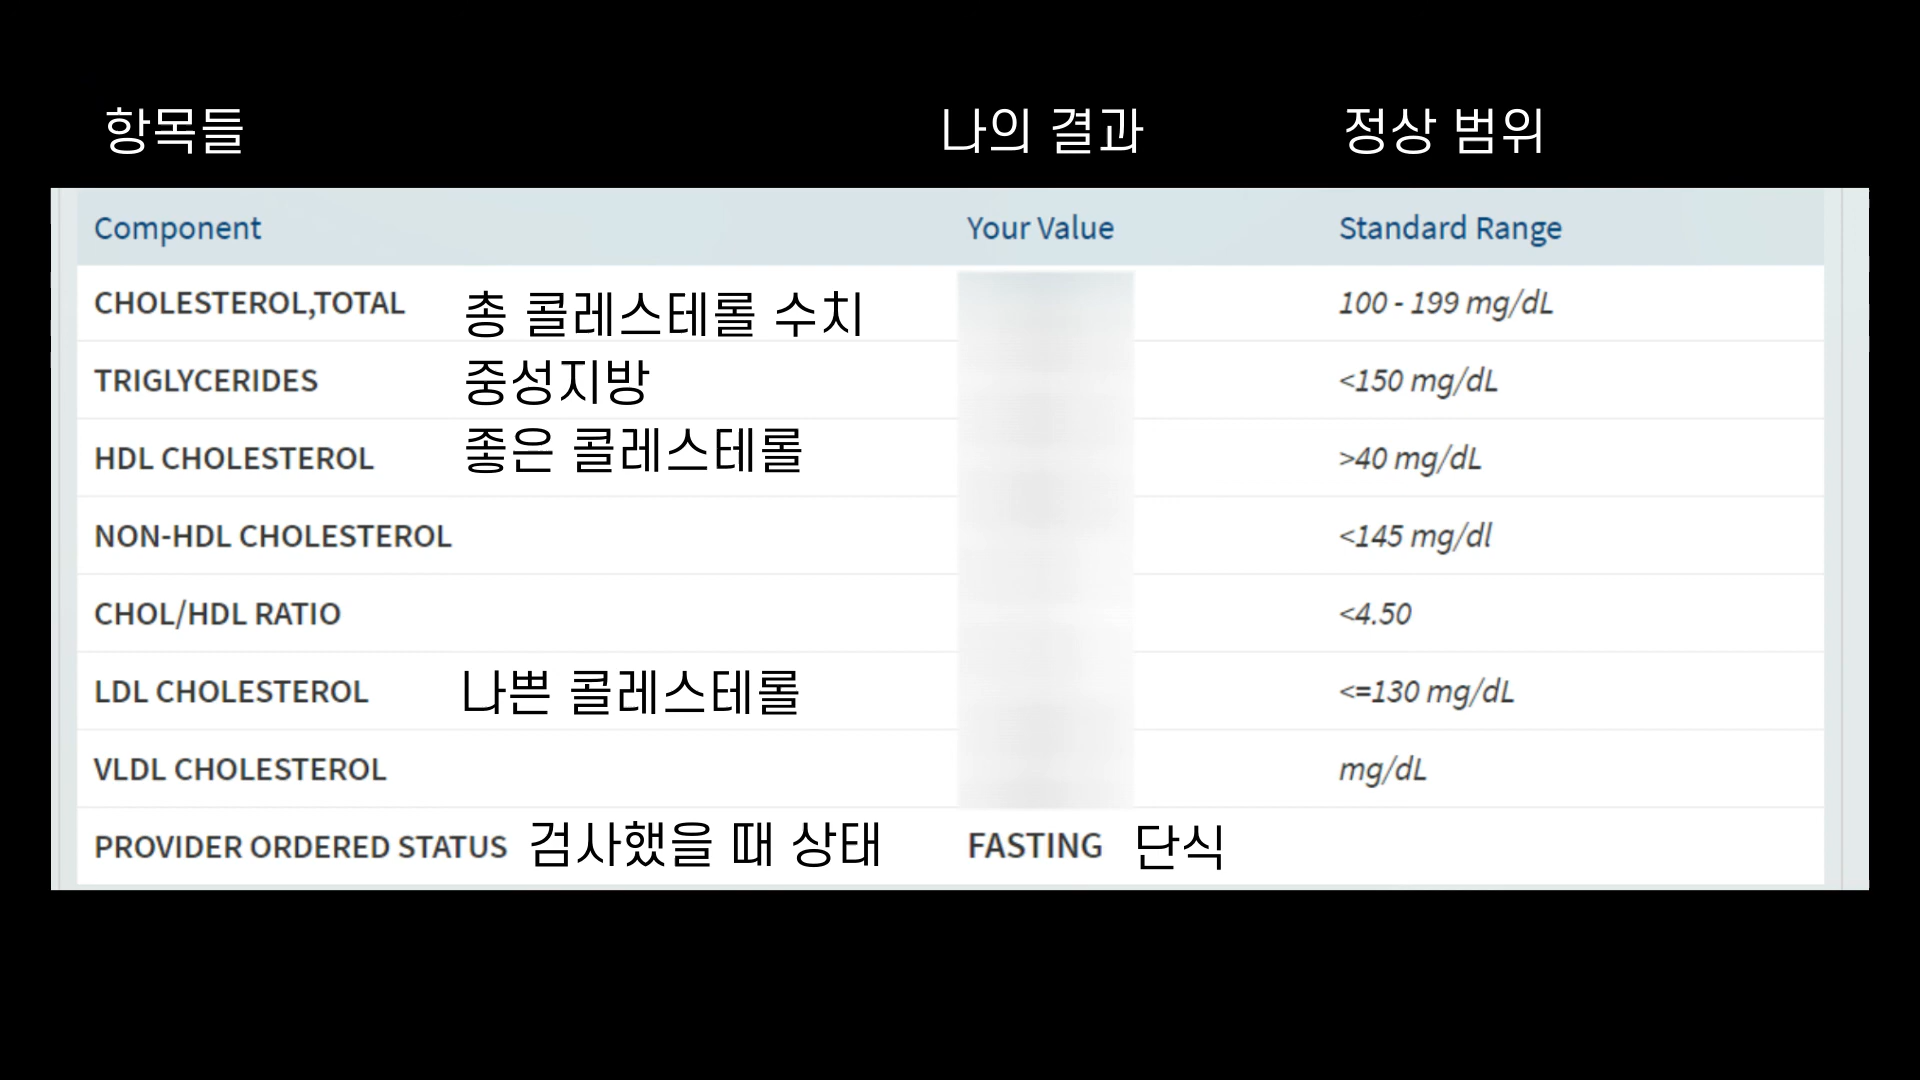 항목들 나의 결과 정상 범위
Component Your Value Standard Range
CHOLESTEROL,TOTAL 총 콜레스테롤 수치 100 - 199 mg/dL
TRIGLYCERIDES 중성지방 <150 mg/dL
HDL CHOLESTEROL 좋은 콜레스테롤 >40 mg/dL
NON-HDL CHOLESTEROL <145 mg/dl
CHOL/HDL RATIO <4.50
LDL CHOLESTEROL 나쁜 콜레스테롤 <=130 mg/dL
VLDL CHOLESTEROL mg/dL
PROVIDER ORDERED STATUS 검사했을 때 상태 FASTING 단식